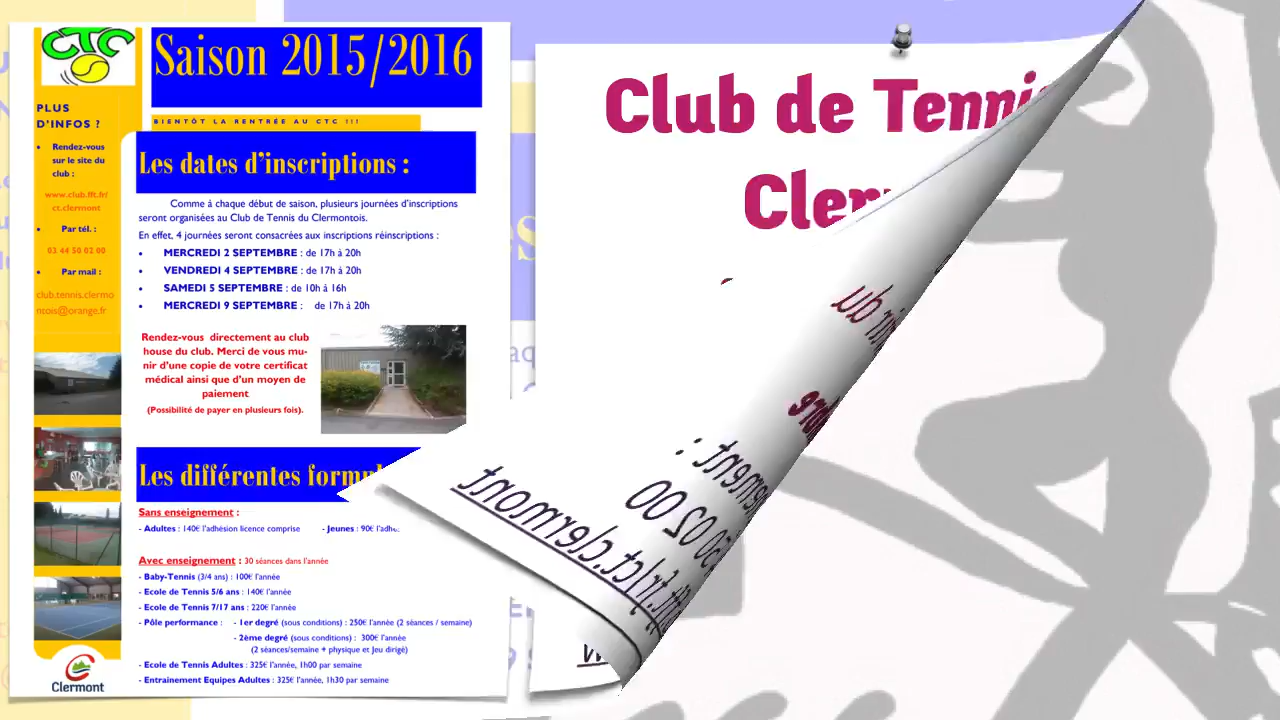 CTC
Saison 2015/2016
BIENTÔT LA RENTRÉE AU CTC !!!
PLUS
D'INFOS ?
• Rendez-vous
sur le site du
club :
www.club.fft.fr/
ct.clermont
• Par tél. :
03 44 50 02 00
• Par mail :
club.tennis.clermo
ntois@orange.fr
Clermont
Les dates d'inscriptions :
Comme à chaque début de saison, plusieurs journées d'inscriptions
seront organisées au Club de Tennis du Clermontois.
En effet, 4 journées seront consacrées aux inscriptions réinscriptions :
• MERCREDI 2 SEPTEMBRE : de 17h à 20h
• VENDREDI 4 SEPTEMBRE : de 17h à 20h
• SAMEDI 5 SEPTEMBRE : de 10h à 16h
• MERCREDI 9 SEPTEMBRE : de 17h à 20h
Rendez-vous directement au club
house du club. Merci de vous mu-
nir d'une copie de votre certificat
médical ainsi que d'un moyen de
paiement
(Possibilité de payer en plusieurs fois).
Les différentes
Sans enseignement :
- Adultes : 140€ l'adhésion licence comprise - Jeunes : 90€
Avec enseignement : 30 séances dans l'année
- Baby-Tennis (3/4 ans) : 100€ l'année
- Ecole de Tennis 5/6 ans : 140€ l'année
- Ecole de Tennis 7/17 ans : 220€ l'année
- Pôle performance : - 1er degré (sous conditions) : 250€ l'année (2 séances / semaine)
- 2ème degré (sous conditions) : 300€ l'année
(2 séances/semaine + physique et Jeu dirigé)
- Ecole de Tennis Adultes : 325€ l'année, 1h00 par semaine
- Entrainement Equipes Adultes : 325€ l'année, 1h30 par semaine
Club de Tennis